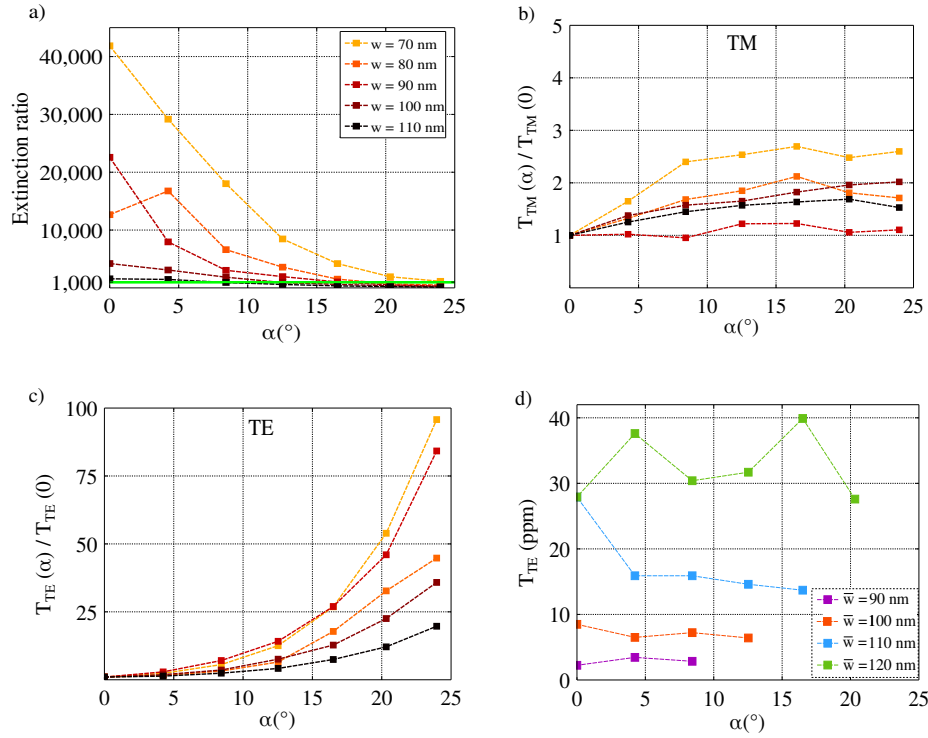 a)
Extinction ratio
40,000
30,000
20,000
10,000
1,000
0
5
10
15
20
25
α(°)
w = 70 nm
w = 80 nm
w = 90 nm
w = 100 nm
w = 110 nm
b)
TM
T_TM (α) / T_TM (0)
5
4
3
2
1
0
5
10
15
20
25
α(°)
c)
TE
T_TE (α) / T_TE (0)
100
75
50
25
0
5
10
15
20
25
α(°)
d)
T_TE (ppm)
40
30
20
10
0
0
5
10
15
20
25
α(°)
w̅ = 90 nm
w̅ = 100 nm
w̅ = 110 nm
w̅ = 120 nm